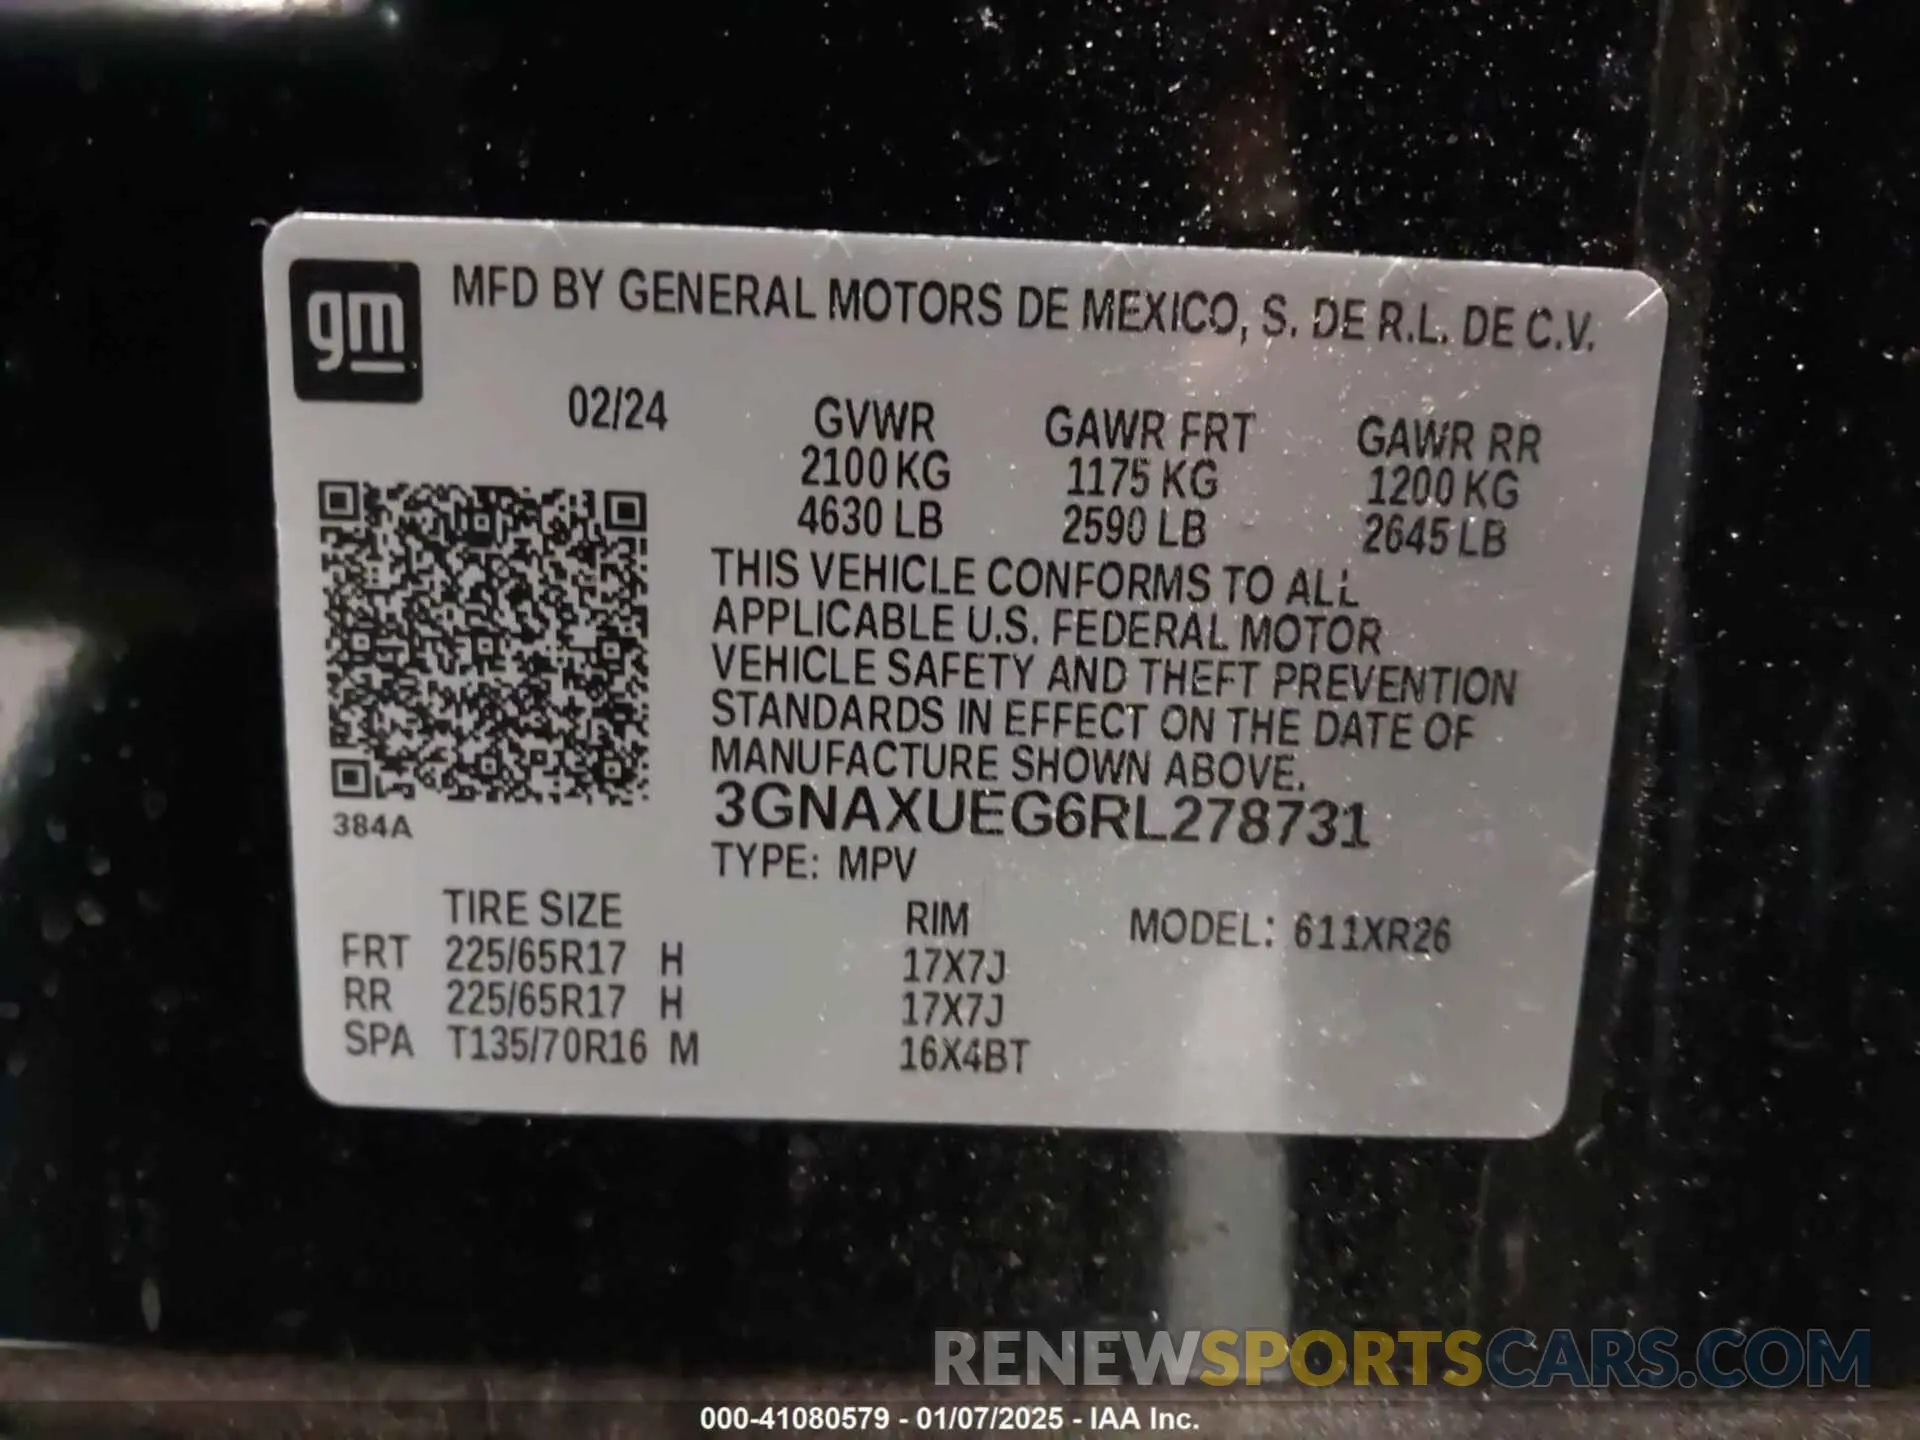 gm MFD BY GENERAL MOTORS DE MEXICO, S. DE R.L. DE C.V.
02/24 GVWR GAWR FRT GAWR RR
2100 KG 1175 KG 1200 KG
4630 LB 2590 LB 2645 LB
THIS VEHICLE CONFORMS TO ALL
APPLICABLE U.S. FEDERAL MOTOR
VEHICLE SAFETY AND THEFT PREVENTION
STANDARDS IN EFFECT ON THE DATE OF
MANUFACTURE SHOWN ABOVE.
3GNAXUEG6RL278731
384A
TYPE: MPV
TIRE SIZE RIM MODEL: 611XR26
FRT 225/65R17 H 17X7J
RR 225/65R17 H 17X7J
SPA T135/70R16 M 16X4BT
RENEWSPORTSCARS.COM
000-41080579 - 01/07/2025 - IAA Inc.